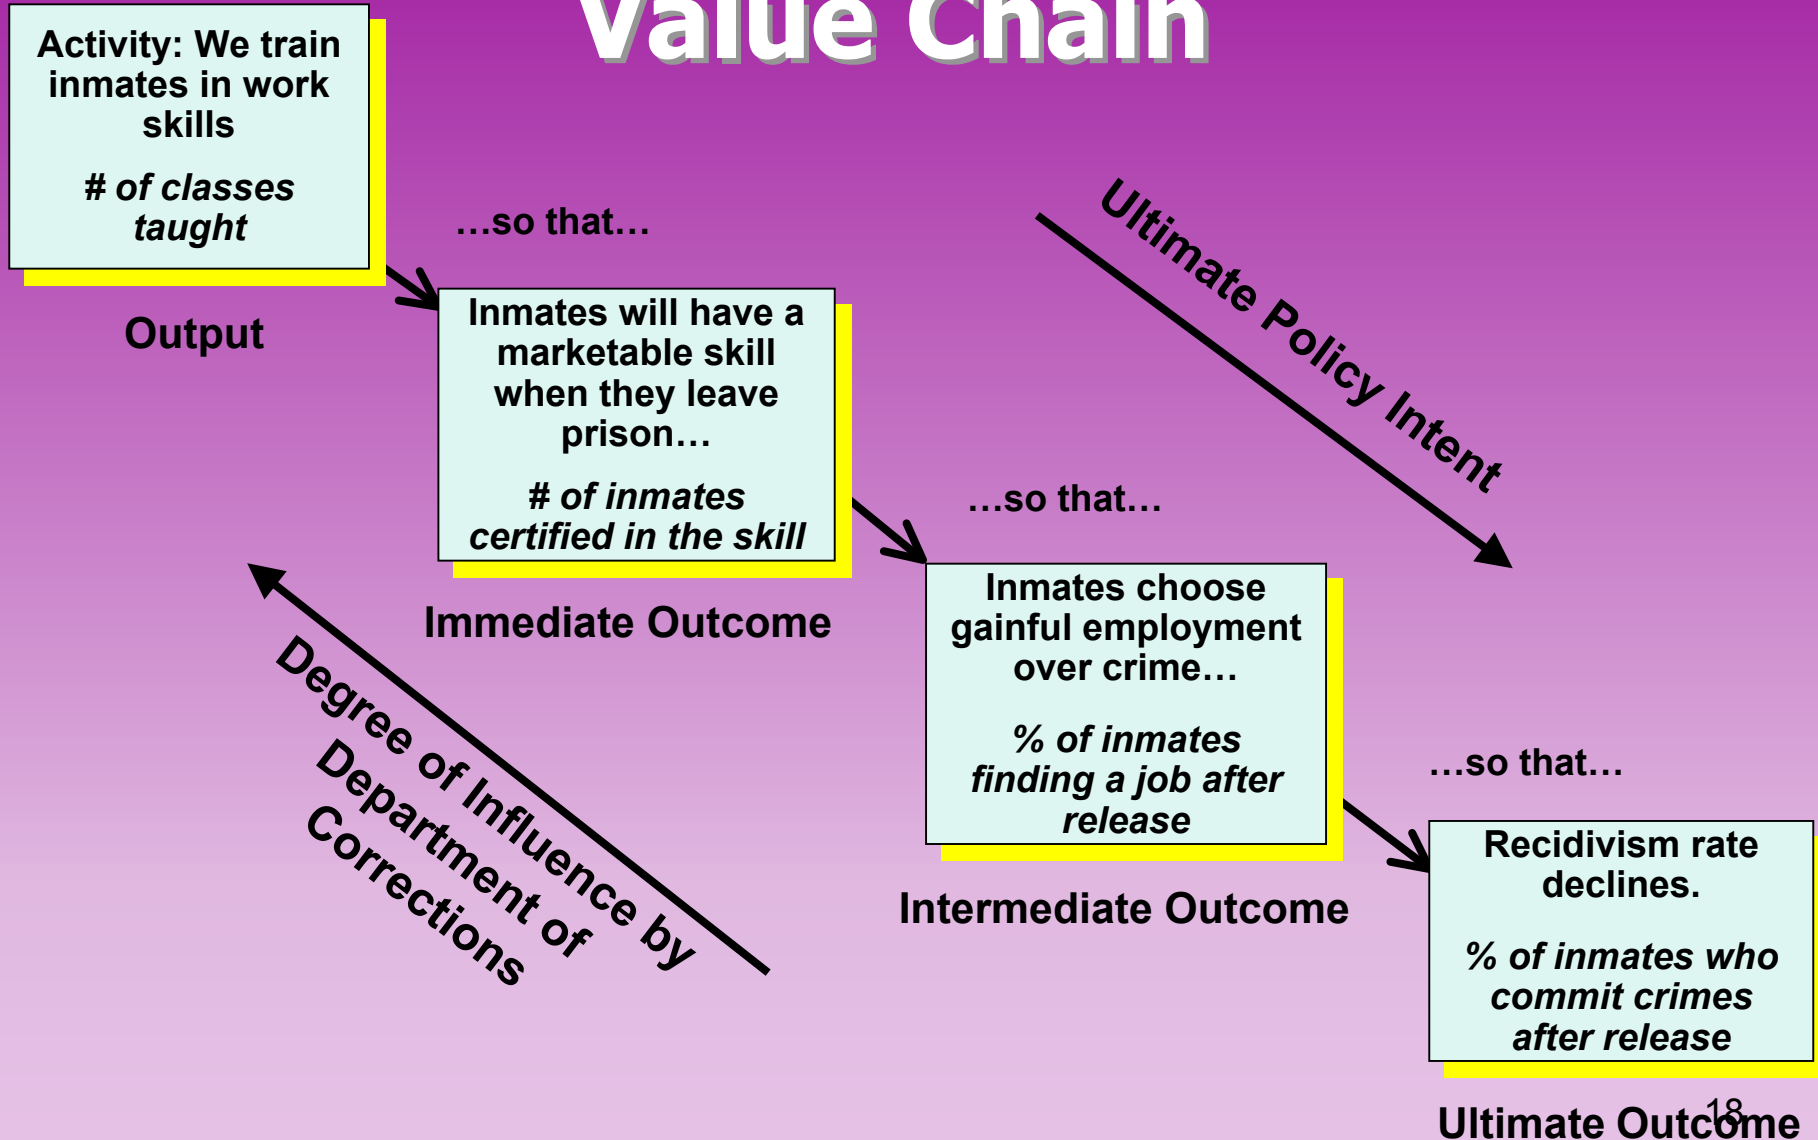 Value Chain
Activity: We train
inmates in work
skills
# of classes
taught
Output
…so that…
Inmates will have a
marketable skill
when they leave
prison…
# of inmates
certified in the skill
Immediate Outcome
…so that…
Inmates choose
gainful employment
over crime…
% of inmates
finding a job after
release
Intermediate Outcome
…so that…
Recidivism rate
declines.
% of inmates who
commit crimes
after release
Ultimate Outcome
Ultimate Policy Intent
Degree of Influence by
Department of
Corrections
18